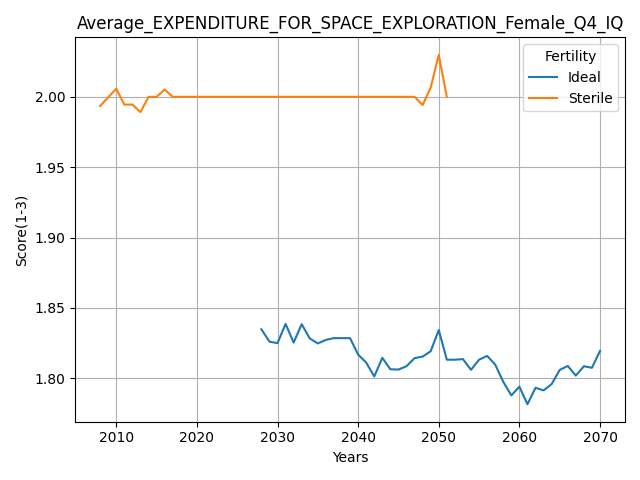 Average_EXPENDITURE_FOR_SPACE_EXPLORATION_Female_Q4_IQ
Fertility
Ideal
Sterile
Score(1-3)
2.00
1.95
1.90
1.85
1.80
2010 2020 2030 2040 2050 2060 2070
Years